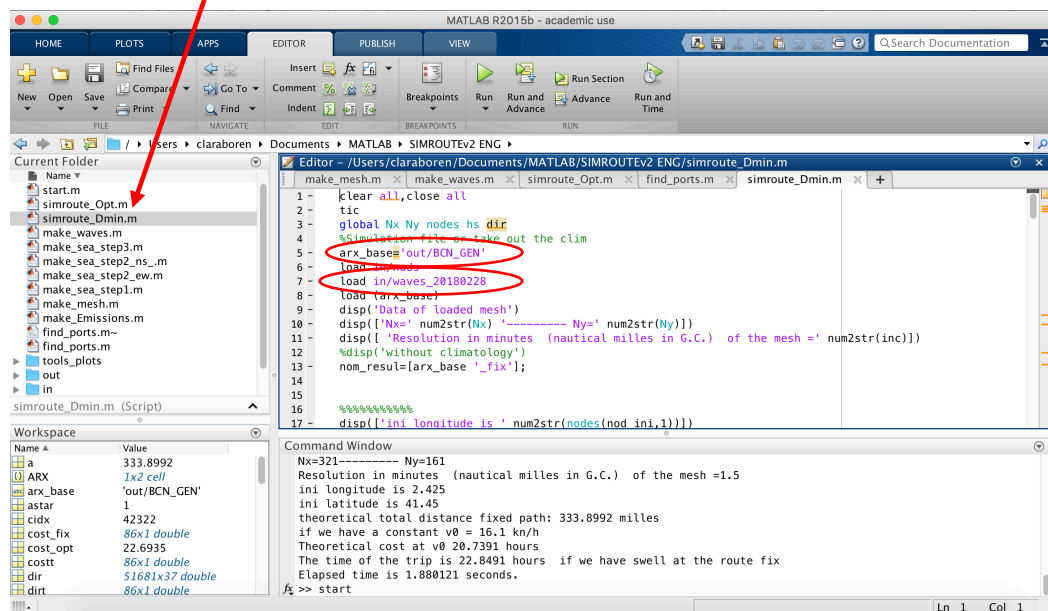 MATLAB R2015b - academic use
HOME PLOTS APPS EDITOR PUBLISH VIEW Search Documentation
New Open Save Find Files Compare Print Go To Find Insert fx Comment Indent Breakpoints Run Run and Advance Run Section Advance Run and Time
FILE NAVIGATE EDIT BREAKPOINTS RUN
/ Users claraboren Documents MATLAB SIMROUTEv2 ENG
Current Folder
Name
start.m
simroute_Opt.m
simroute_Dmin.m
make_waves.m
make_sea_step3.m
make_sea_step2_ns_.m
make_sea_step2_ew.m
make_sea_step1.m
make_mesh.m
make_Emissions.m
find_ports.m~
find_ports.m
tools_plots
out
in
simroute_Dmin.m (Script)
Workspace
Name Value
a 333.8992
ARX 1x2 cell
arx_base 'out/BCN_GEN'
astar 1
cidx 42322
cost_fix 86x1 double
cost_opt 22.6935
costt 86x1 double
dir 51681x37 double
dirt 86x1 double
Editor - /Users/claraboren/Documents/MATLAB/SIMROUTEv2 ENG/simroute_Dmin.m
make_mesh.m × make_waves.m × simroute_Opt.m × find_ports.m × simroute_Dmin.m × +
1 - clear all,close all
2 - tic
3 - global Nx Ny nodes hs dir
4 %Simulation file or take out the clim
5 - arx_base='out/BCN_GEN'
6 - load in/nods
7 - load in/waves_20180228
8 - load (arx_base)
9 - disp('Data of loaded mesh')
10 - disp(['Nx=' num2str(Nx) '--------- Ny=' num2str(Ny)])
11 - disp([ 'Resolution in minutes (nautical milles in G.C.) of the mesh =' num2str(inc)])
12 %disp('without climatology')
13 - nom_resul=[arx_base '_fix'];
14
15
16 %%%%%%%%%%%
17 - disp(['ini longitude is ' num2str(nodes(nod_ini,1))])
Command Window
Nx=321--------- Ny=161
Resolution in minutes (nautical milles in G.C.) of the mesh =1.5
ini longitude is 2.425
ini latitude is 41.45
theoretical total distance fixed path: 333.8992 milles
if we have a constant v0 = 16.1 kn/h
Theoretical cost at v0 20.7391 hours
The time of the trip is 22.8491 hours if we have swell at the route fix
Elapsed time is 1.880121 seconds.
fx >> start
Ln 1 Col 1